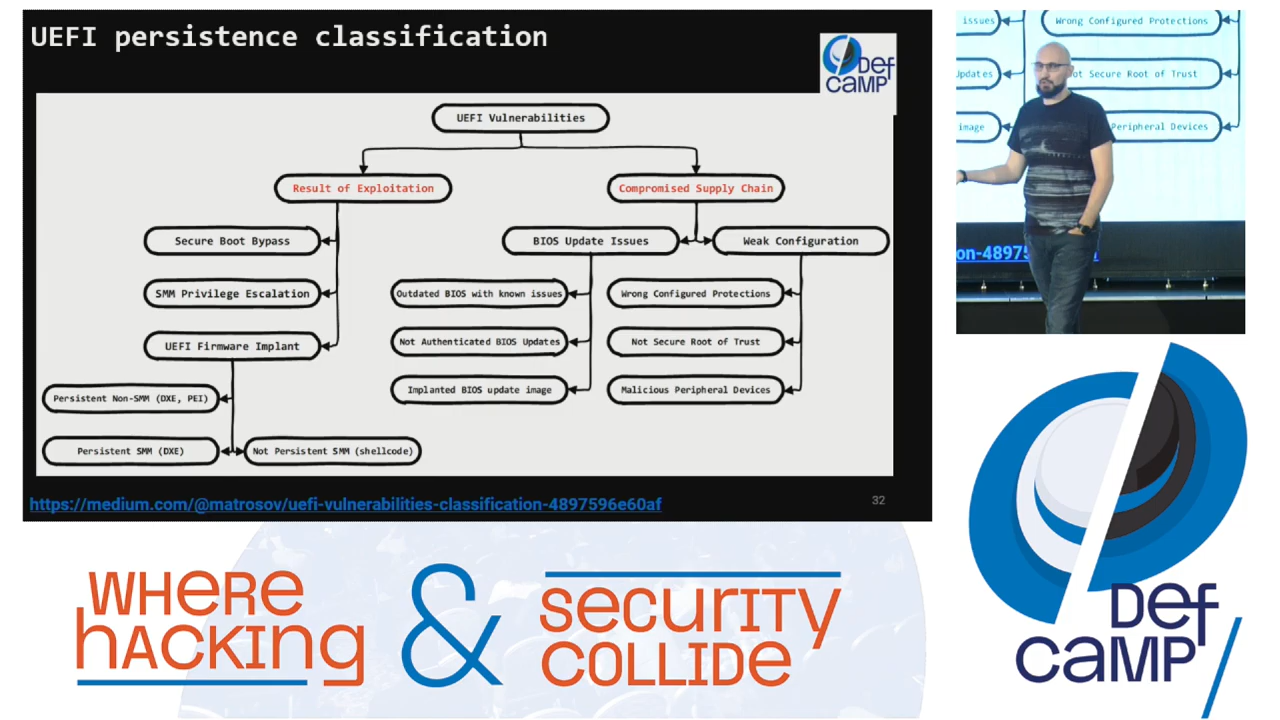 UEFI persistence classification
DefCamp
UEFI Vulnerabilities
Result of Exploitation
Compromised Supply Chain
Secure Boot Bypass
BIOS Update Issues
Weak Configuration
SMM Privilege Escalation
Outdated BIOS with known issues
Wrong Configured Protections
UEFI Firmware Implant
Not Authenticated BIOS Updates
Not Secure Root of Trust
Implanted BIOS update image
Malicious Peripheral Devices
Persistent Non-SMM (DXE, PEI)
Persistent SMM (DXE)
Not Persistent SMM (shellcode)
https://medium.com/@matrosov/uefi-vulnerabilities-classification-4897596e60af
32
issues
Wrong Configured Protections
Updates
ot Secure Root of Trust
image
Peripheral Devices
on-4897
WHERE
HACKING
&
SECURITY
COLLIDE
DEF
CAMP